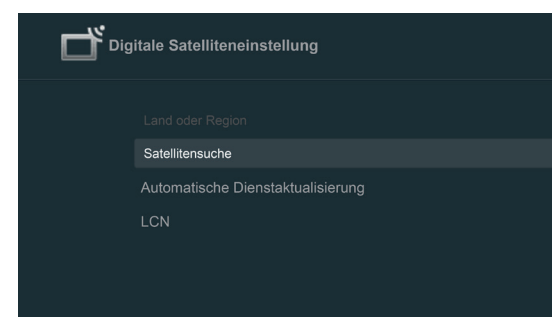 Digitale Satelliteneinstellung
Land oder Region
Satellitensuche
Automatische Dienstaktualisierung
LCN